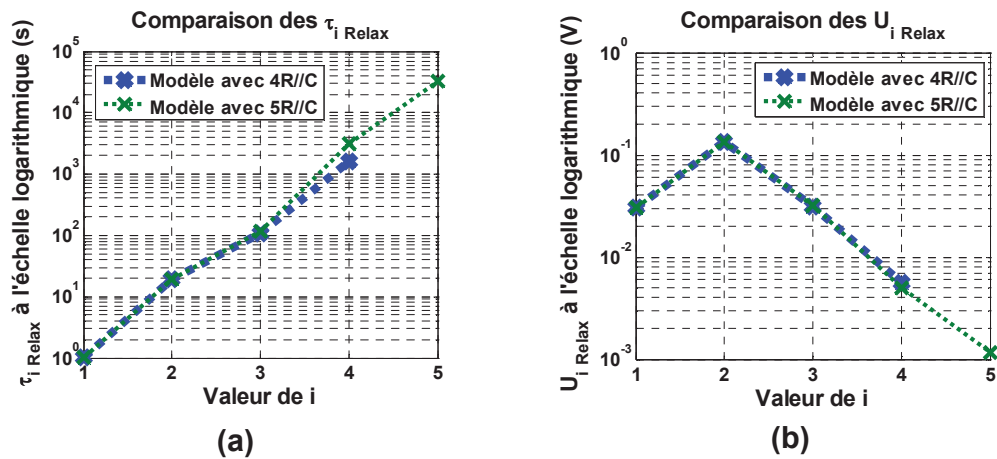 Comparaison des τi Relax
τi Relax à l'échelle logarithmique (s)
10^5
10^4
10^3
10^2
10^1
10^0
Modèle avec 4R//C
Modèle avec 5R//C
1 2 3 4 5
Valeur de i
(a)
Comparaison des Ui Relax
Ui Relax à l'échelle logarithmique (V)
10^0
10^-1
10^-2
10^-3
Modèle avec 4R//C
Modèle avec 5R//C
1 2 3 4 5
Valeur de i
(b)